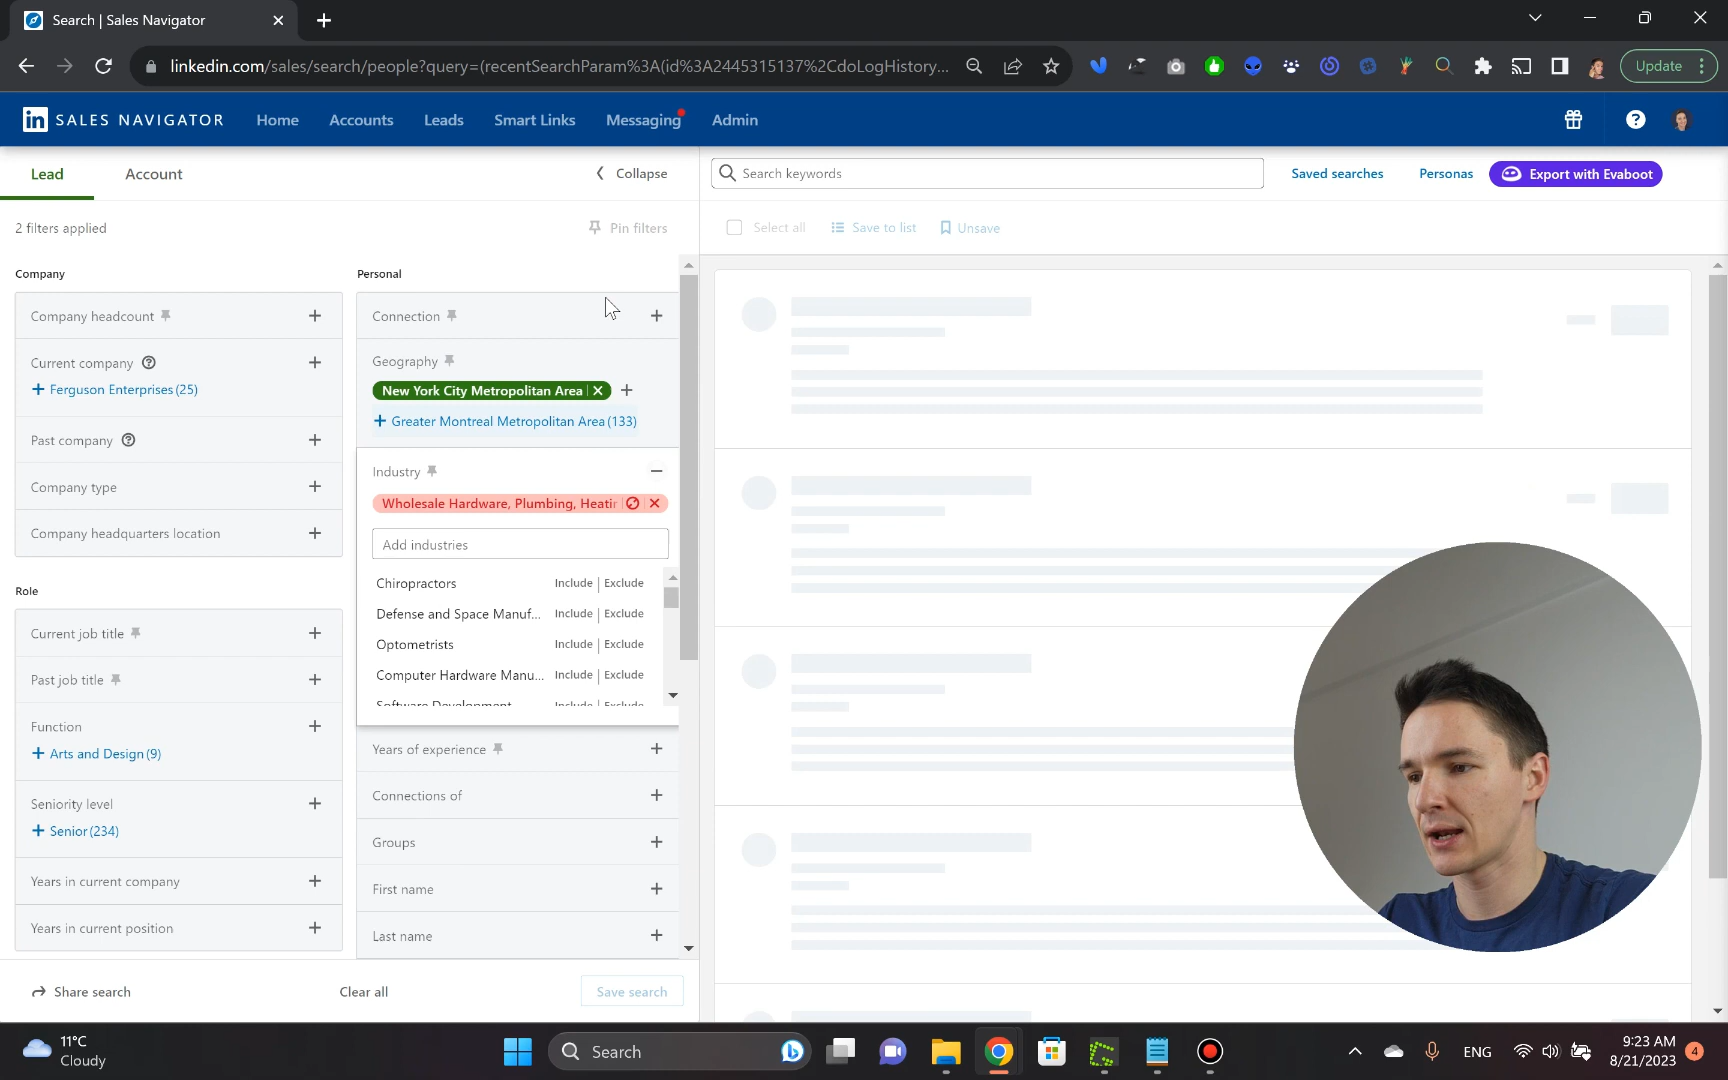 Search | Sales Navigator
linkedin.com/sales/search/people?query=(recentSearchParam%3A(id%3A2445315137%2CdoLogHistory...
Update
in SALES NAVIGATOR
Home
Accounts
Leads
Smart Links
Messaging
Admin
Lead
Account
Collapse
Search keywords
Saved searches
Personas
Export with Evaboot
2 filters applied
Pin filters
Select all
Save to list
Unsave
Company
Company headcount
Current company
Ferguson Enterprises (25)
Past company
Company type
Company headquarters location
Role
Current job title
Past job title
Function
Arts and Design (9)
Seniority level
Senior (234)
Years in current company
Years in current position
Personal
Connection
Geography
New York City Metropolitan Area
Greater Montreal Metropolitan Area (133)
Industry
Wholesale Hardware, Plumbing, Heatin
Add industries
Chiropractors Include | Exclude
Defense and Space Manuf... Include | Exclude
Optometrists Include | Exclude
Computer Hardware Manu... Include | Exclude
Software Development Include | Exclude
Years of experience
Connections of
Groups
First name
Last name
Share search
Clear all
Save search
11°C
Cloudy
Search
ENG
9:23 AM
8/21/2023
4